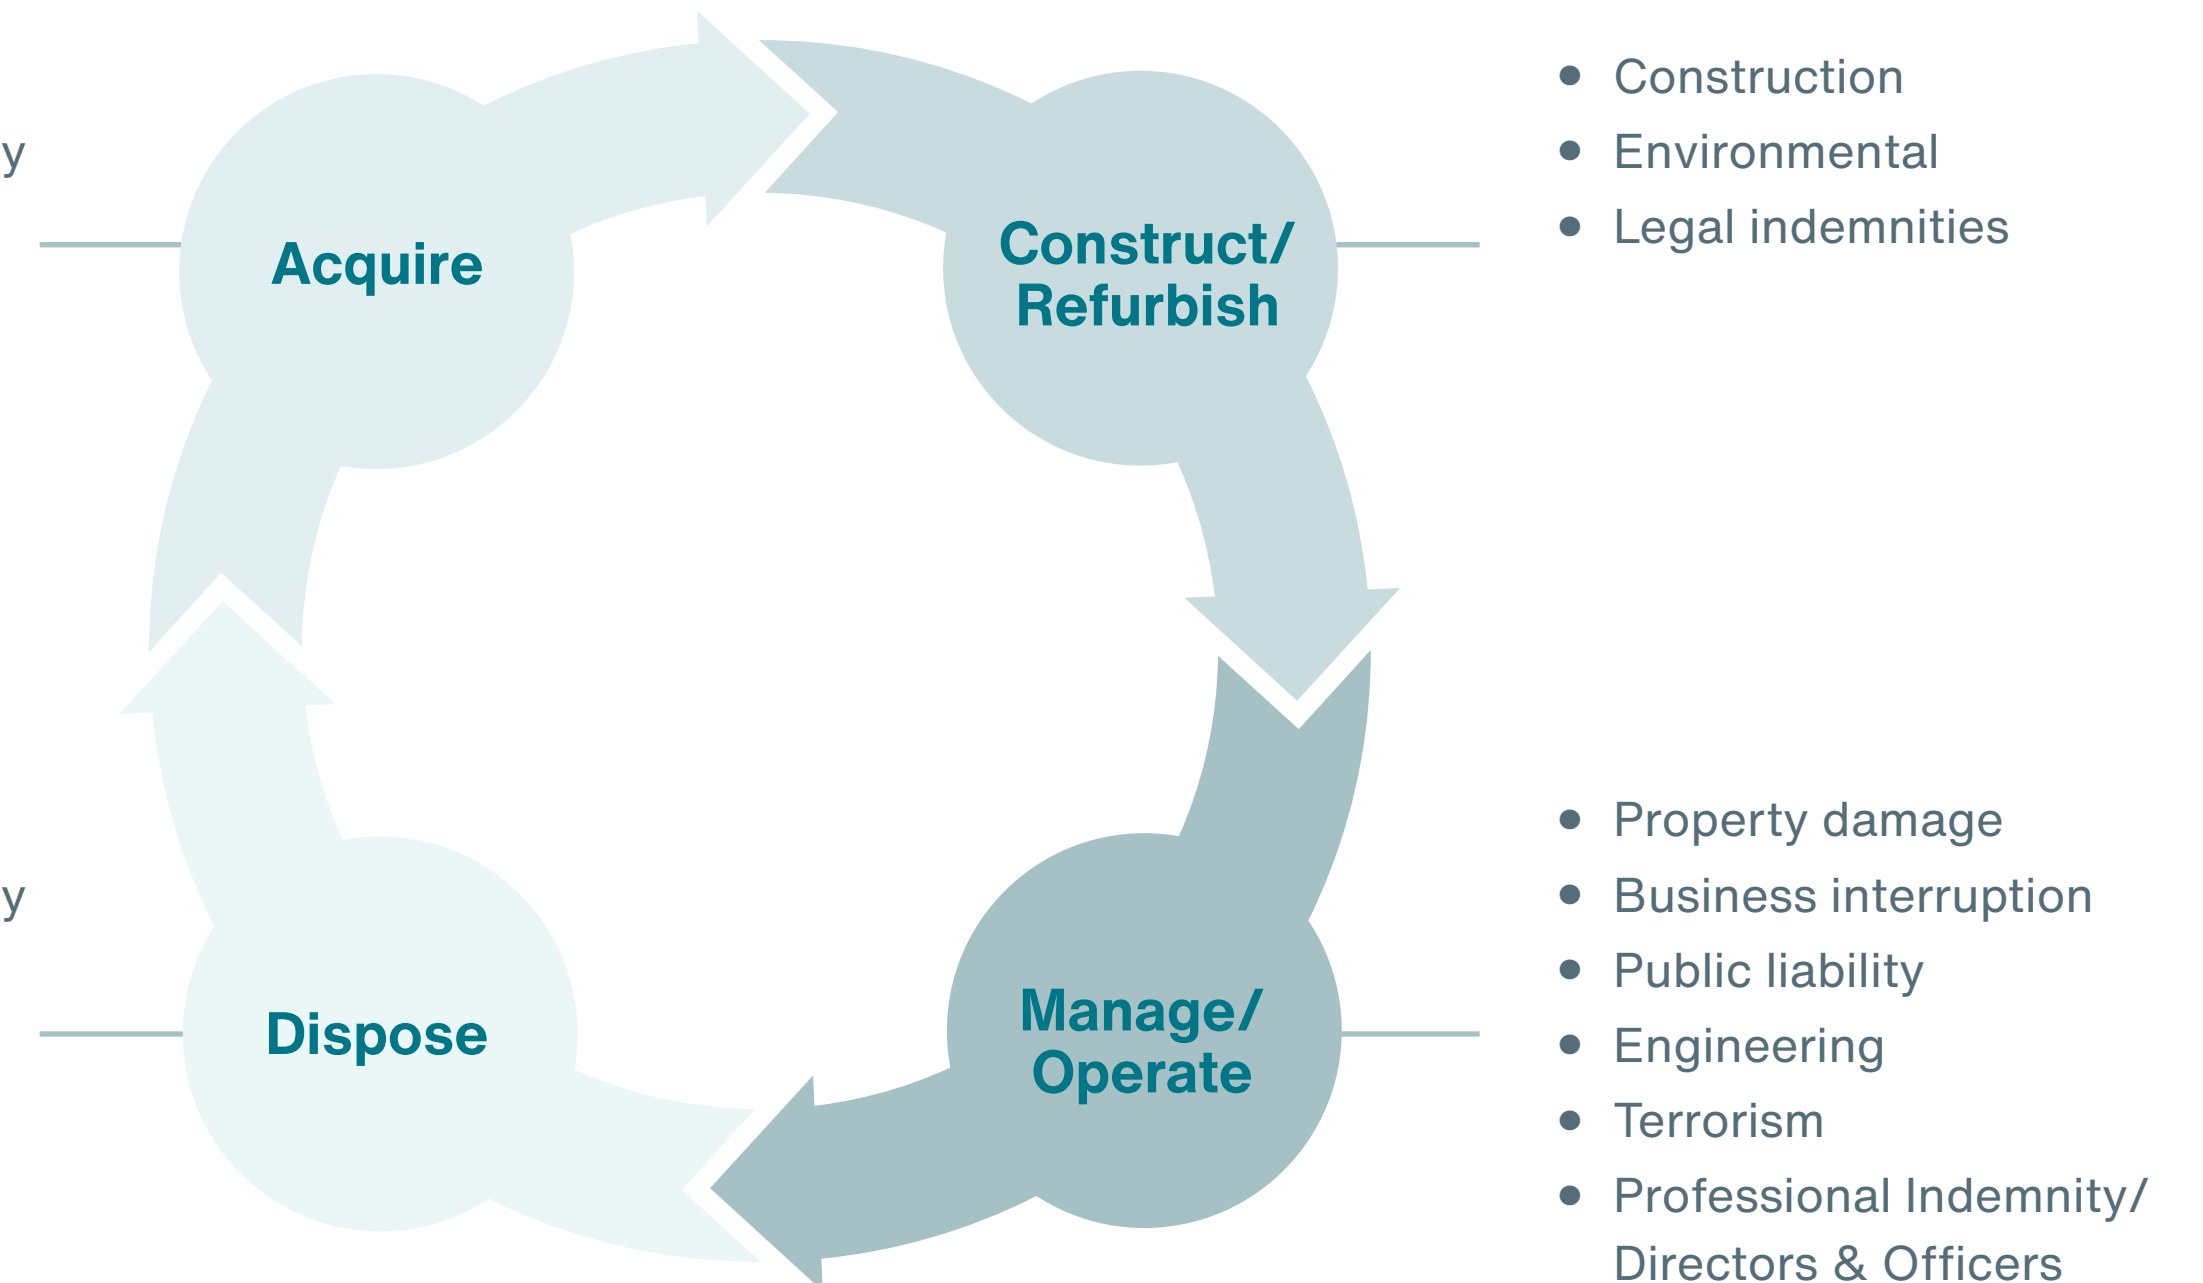 Acquire
Construct/
Refurbish
• Construction
• Environmental
• Legal indemnities
Dispose
Manage/
Operate
• Property damage
• Business interruption
• Public liability
• Engineering
• Terrorism
• Professional Indemnity/
Directors & Officers